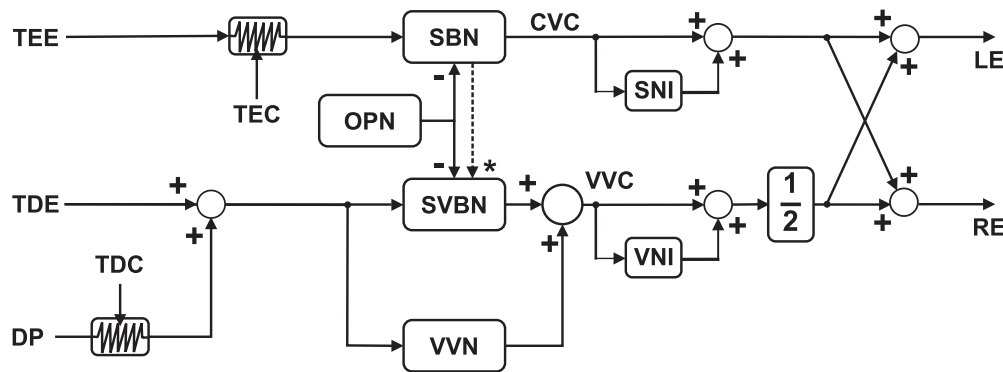 CVC
TEE
SBN
LE
SNI
TEC
OPN
*
VVC
TDE
SVBN
1
2
RE
TDC
VNI
DP
VVN
+
+
+
+
-
-
+
+
+
+
+
+
+
+